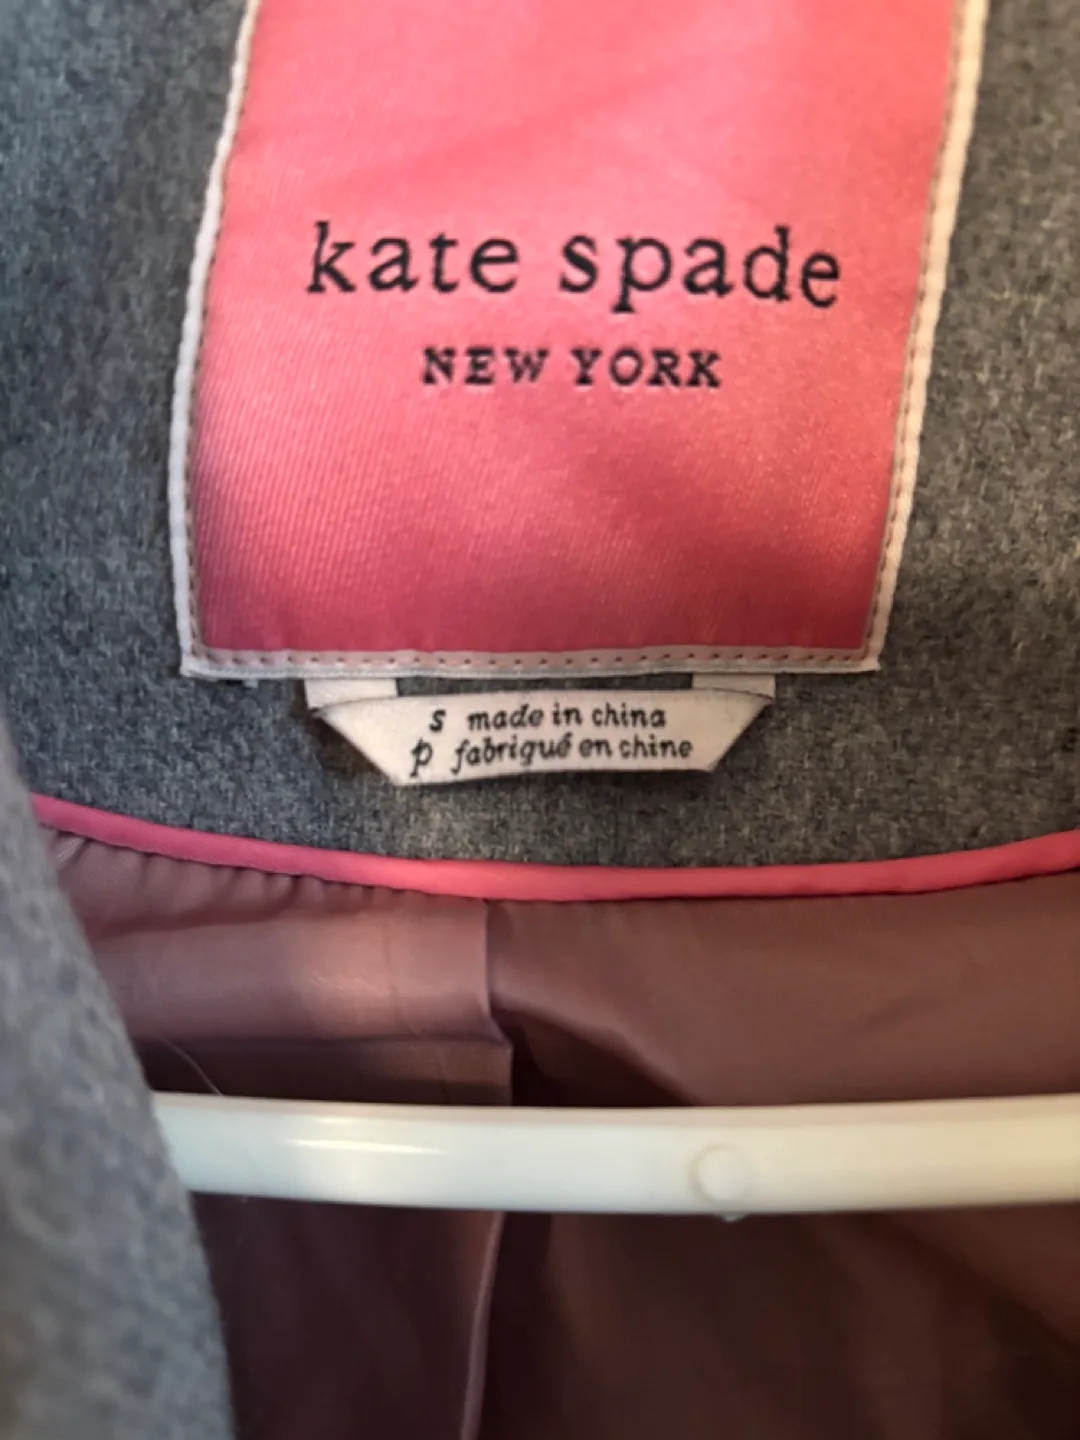 kate spade
NEW YORK
s made in china
p fabriqué en chine